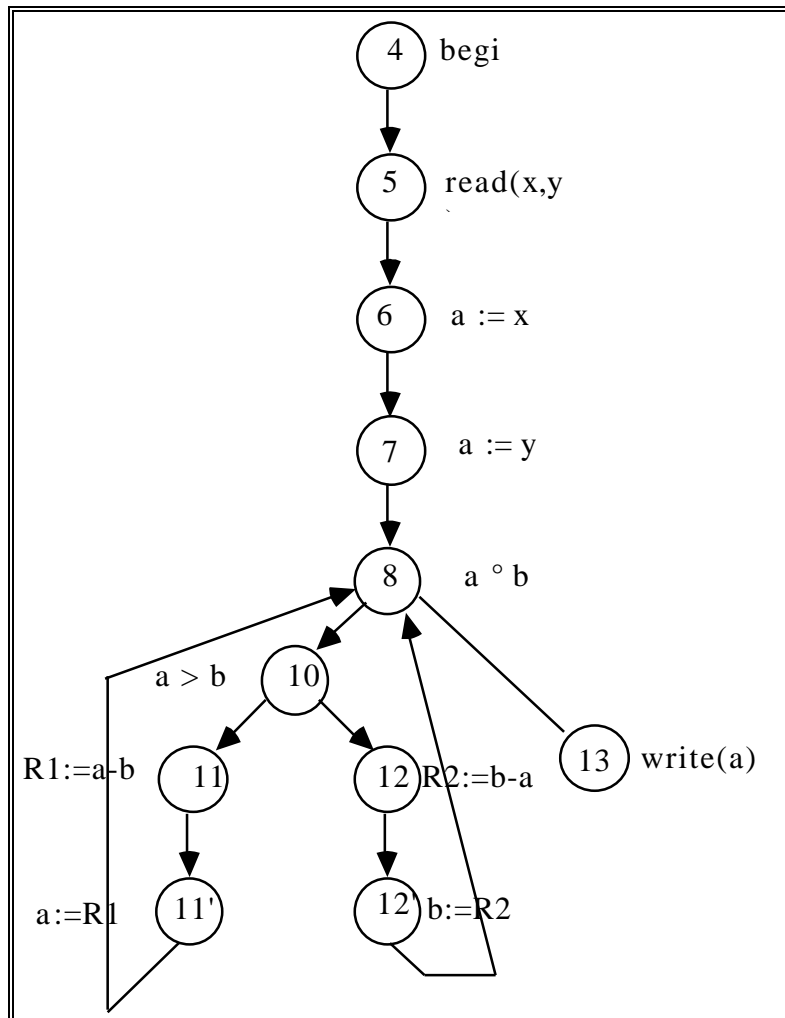 4 begi
5 read(x,y
6 a := x
7 a := y
8 a ° b
a > b 10
R1:=a-b 11 12 R2:=b-a 13 write(a)
a:=R1 11' 12' b:=R2